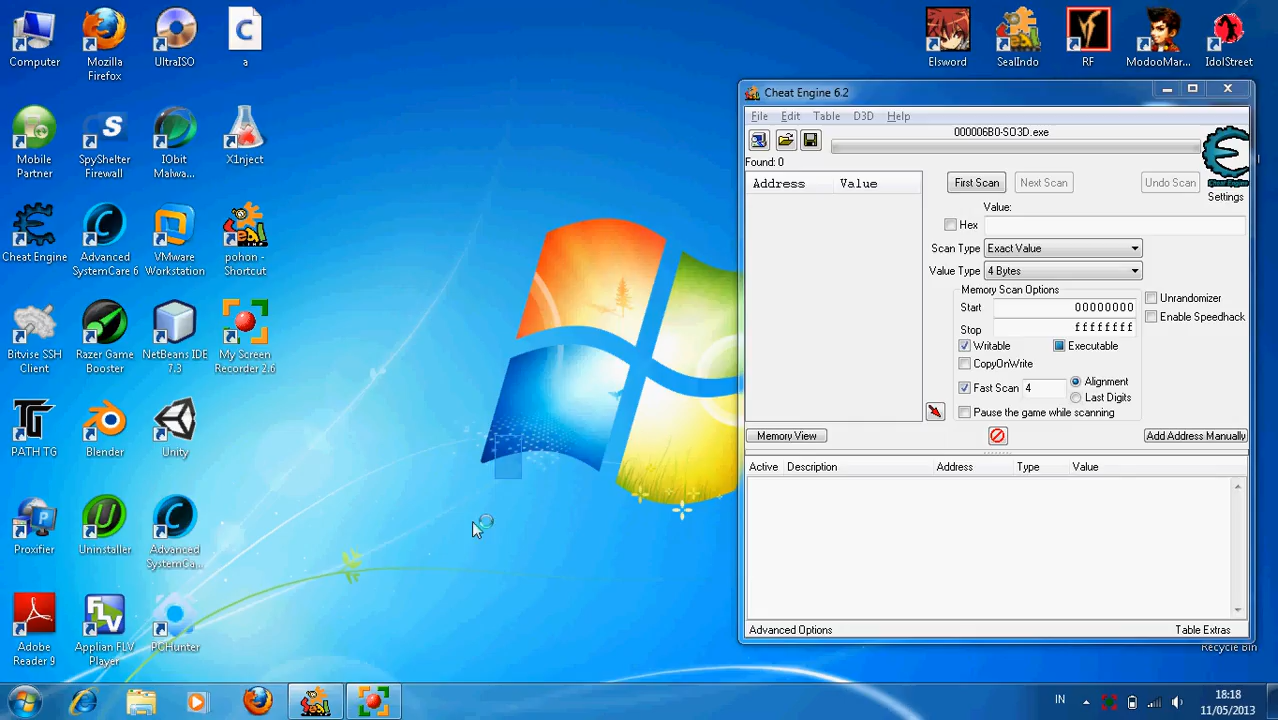 Computer
Mozilla
Firefox
UltraISO
a
Elsword
SealIndo
RF
ModooMar...
IdolStreet
Mobile
Partner
SpyShelter
Firewall
IObit
Malwa...
X1nject
Cheat Engine
Advanced
SystemCare 6
VMware
Workstation
pohon -
Shortcut
Bitvise SSH
Client
Razer Game
Booster
NetBeans IDE
7.3
My Screen
Recorder 2.6
PATH TG
Blender
Unity
Proxifier
Uninstaller
Advanced
SystemCa...
Adobe
Reader 9
Applian FLV
Player
PCHunter
Cheat Engine 6.2
File Edit Table D3D Help
000006B0-SO3D.exe
Found: 0
Address Value
First Scan Next Scan Undo Scan
Cheat Engine
Settings
Value:
Hex
Scan Type Exact Value
Value Type 4 Bytes
Memory Scan Options
Start 00000000
Stop ffffffff
Writable Executable
CopyOnWrite
Fast Scan 4 Alignment
Last Digits
Pause the game while scanning
Unrandomizer
Enable Speedhack
Memory View Add Address Manually
Active Description Address Type Value
Advanced Options Table Extras
Recycle Bin
IN
18:18
11/05/2013